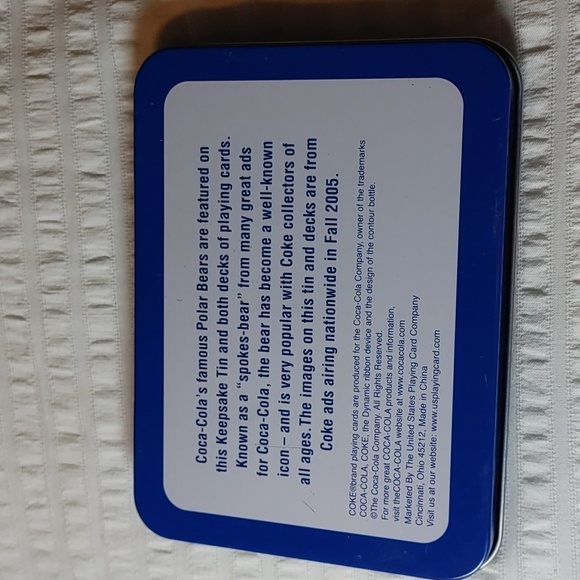 Coca-Cola's famous Polar Bears are featured on
this Keepsake Tin and both decks of playing cards.
Known as a "spokes-bear" from many great ads
for Coca-Cola, the bear has become a well-known
icon – and is very popular with Coke collectors of
all ages.The images on this tin and decks are from
Coke ads airing nationwide in Fall 2005.
COKE®brand playing cards are produced for the Coca-Cola Company, owner of the trademarks
COCA-COLA, COKE, the Dynamic ribbon device and the design of the contour bottle.
©The Coca-Cola Company. All Rights Reserved.
For more great COCA-COLA products and information,
visit theCOCA-COLA website at www.cocacola.com
Marketed By The United States Playing Card Company
Cincinnati, Ohio 45212, Made in China
Visit us at our website: www.usplayingcard.com